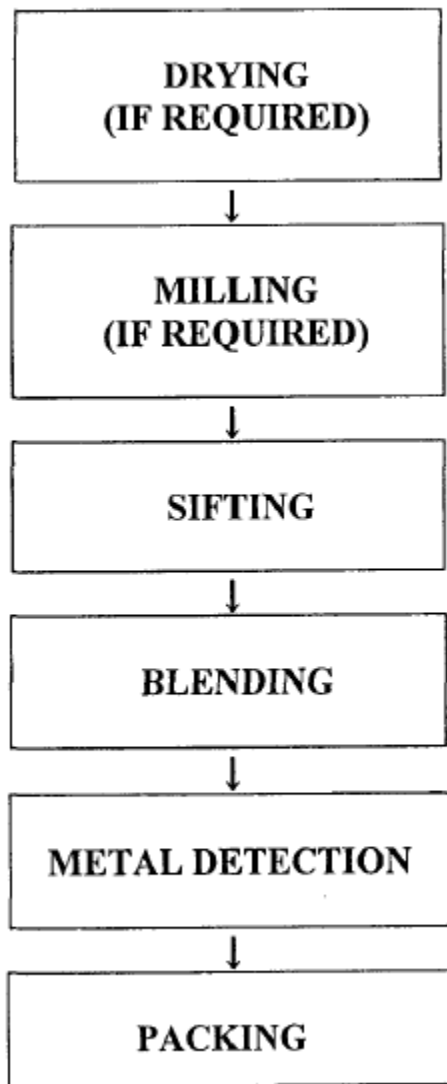 DRYING
(IF REQUIRED)
MILLING
(IF REQUIRED)
SIFTING
BLENDING
METAL DETECTION
PACKING